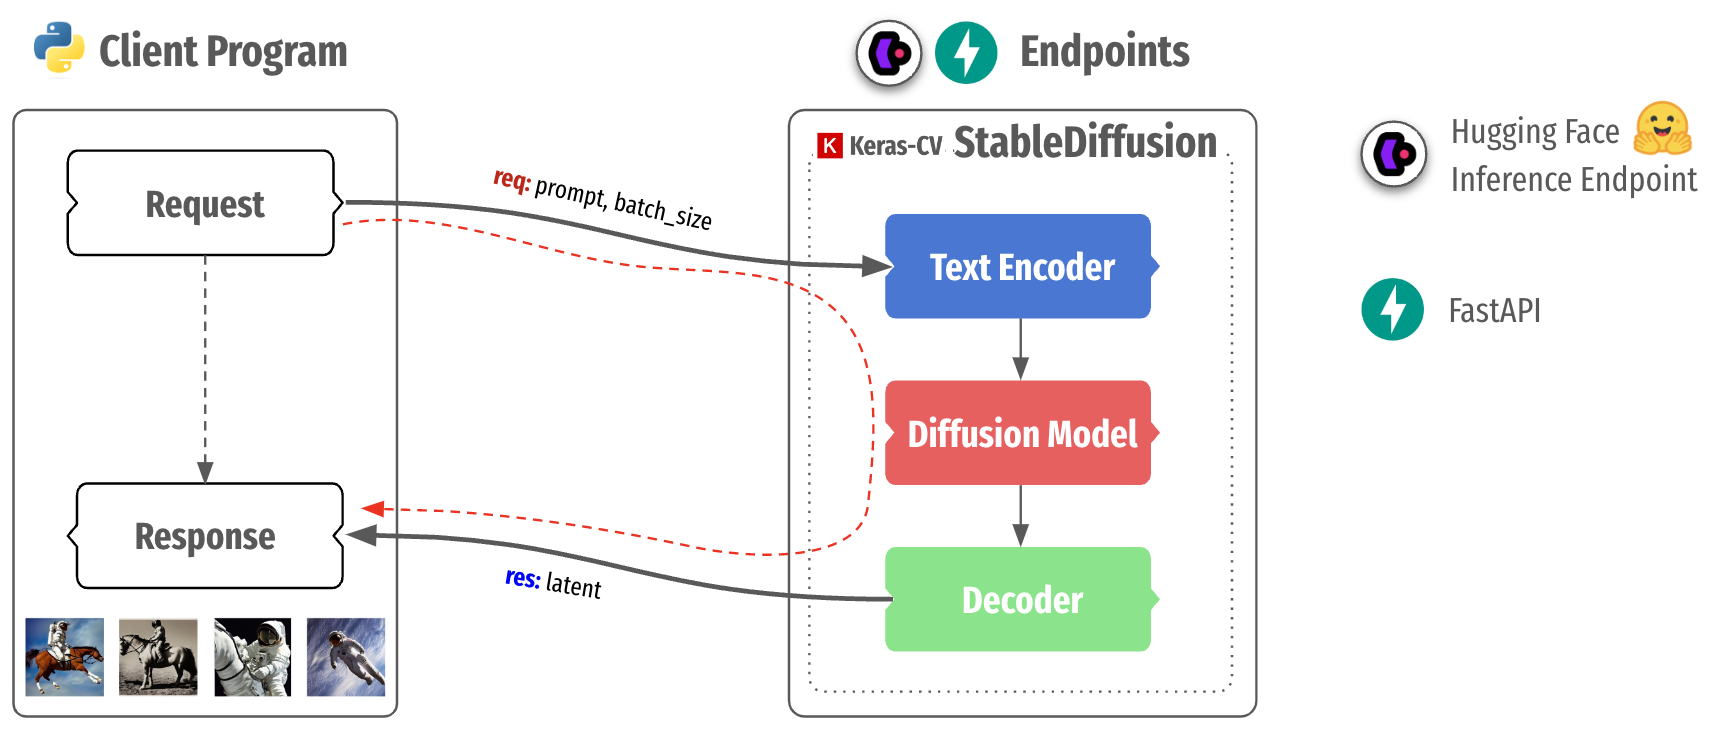 Client Program
Endpoints
Request
req: prompt, batch_size
K Keras-CV StableDiffusion
Text Encoder
Diffusion Model
Decoder
Response
res: latent
Hugging Face
Inference Endpoint
FastAPI